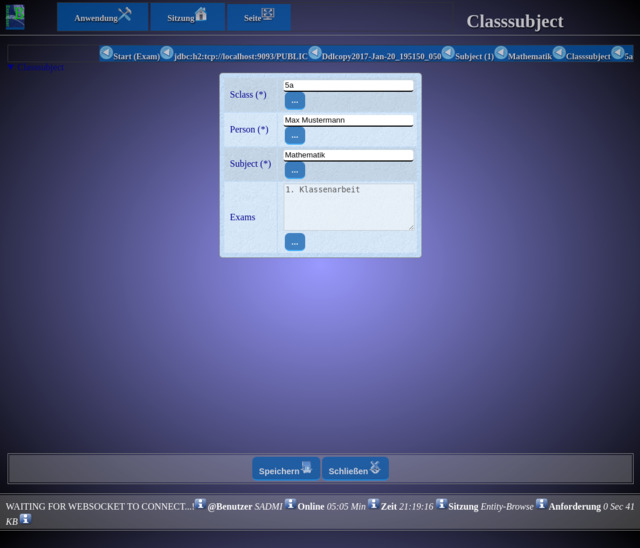 Anwendung Sitzung Seite Classsubject
Start (Exam) jdbc:h2:tcp://localhost:9093/PUBLIC Ddlcopy2017-Jan-20_195150_050 Subject (1) Mathematik Classsubject 5a
Classsubject
Sclass (*) 5a
...
Person (*) Max Mustermann
...
Subject (*) Mathematik
...
Exams 1. Klassenarbeit
...
Speichern Schließen
WAITING FOR WEBSOCKET TO CONNECT...! @Benutzer SADMI Online 05:05 Min Zeit 21:19:16 Sitzung Entity-Browse Anforderung 0 Sec 41
KB